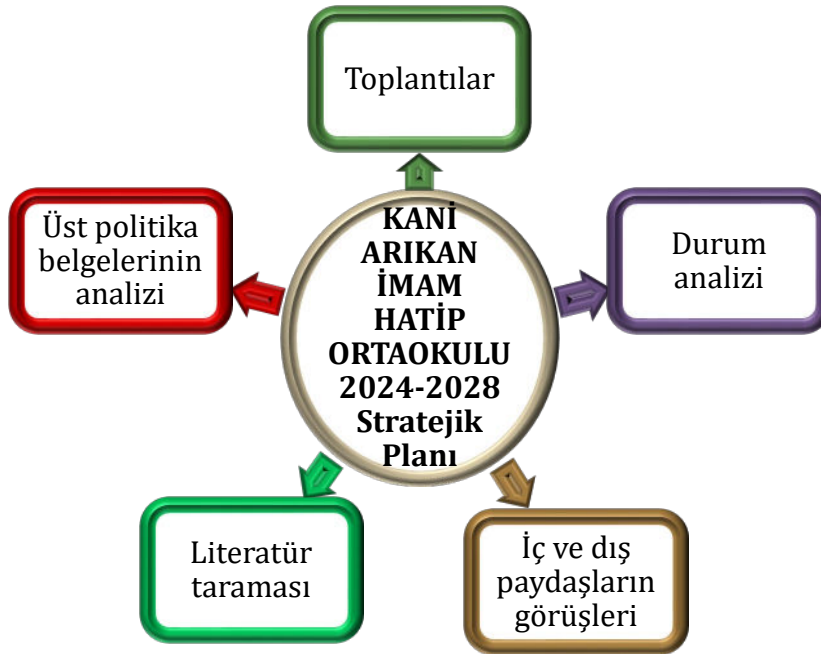 Toplantılar
Üst politika
belgelerinin
analizi
KANİ
ARIKAN
İMAM
HATİP
ORTAOKULU
2024-2028
Stratejik
Planı
Durum
analizi
Literatür
taraması
İç ve dış
paydaşların
görüşleri